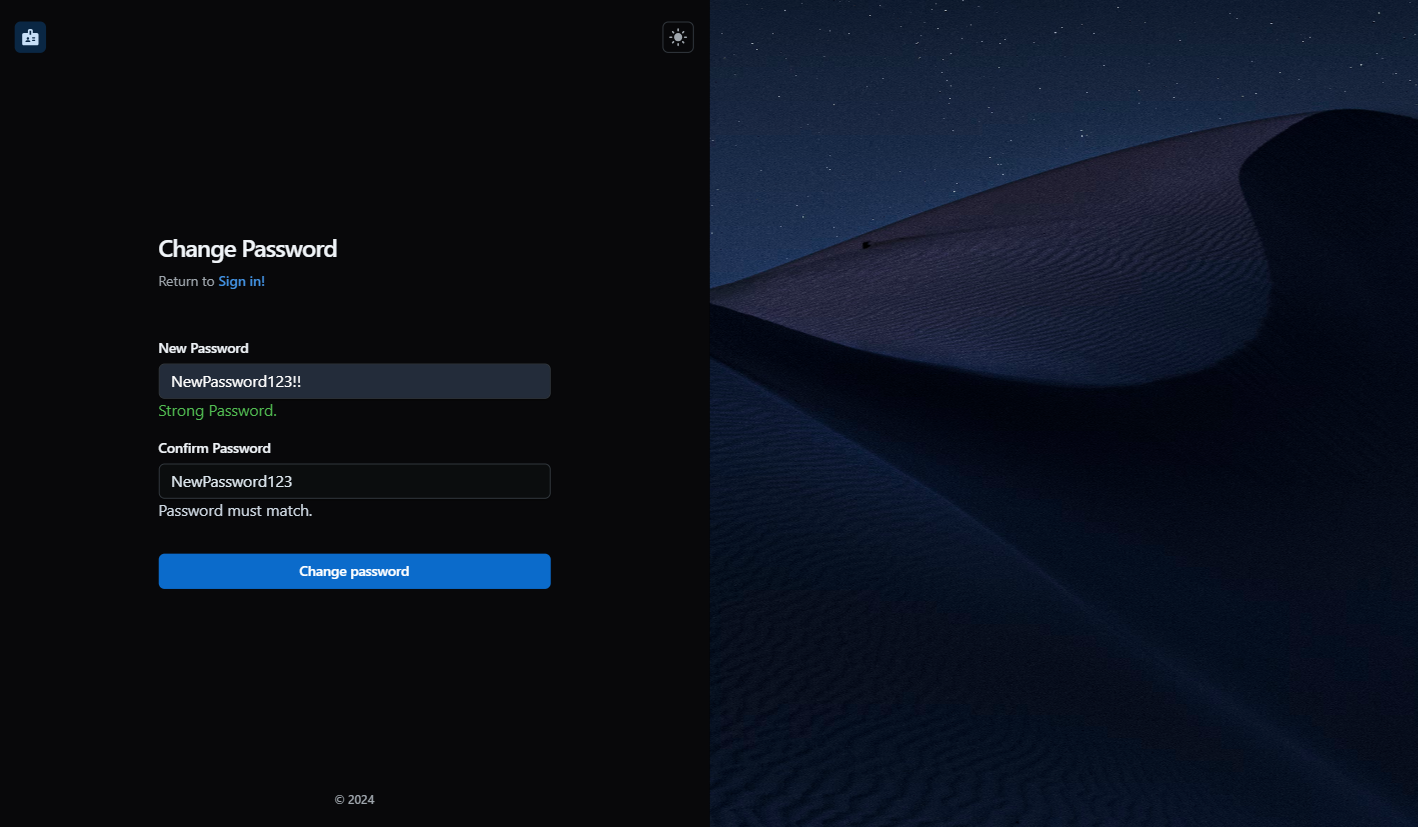 Change Password
Return to Sign in!
New Password
NewPassword123!!
Strong Password.
Confirm Password
NewPassword123
Password must match.
Change password
© 2024